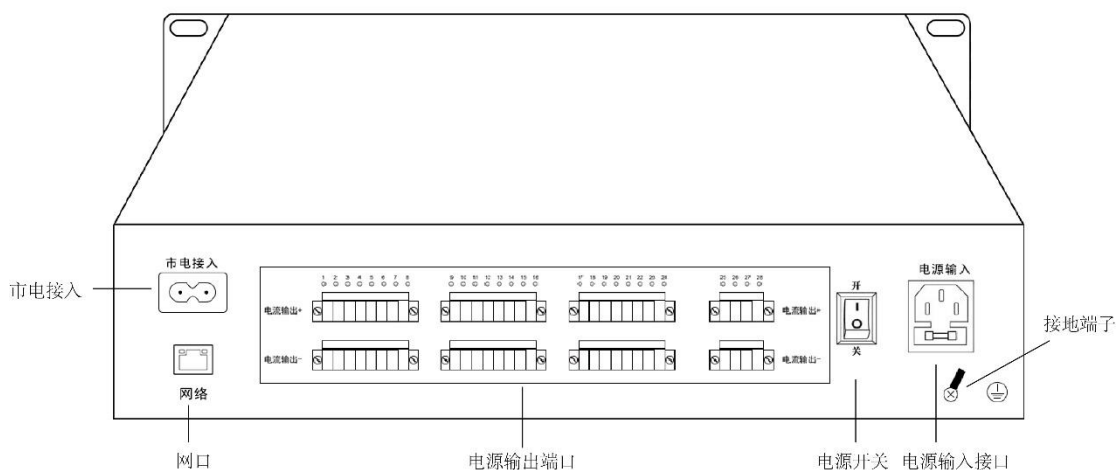 市电接入
电源输入
市电接入
1 2 3 4 5 6 7 8 9 10 11 12 13 14 15 16 17 18 19 20 21 22 23 24 25 26 27 28
开
电流输出+ 电流输出+
接地端子
电流输出- 电流输出-
关
网络
网口 电源输出端口 电源开关 电源输入接口